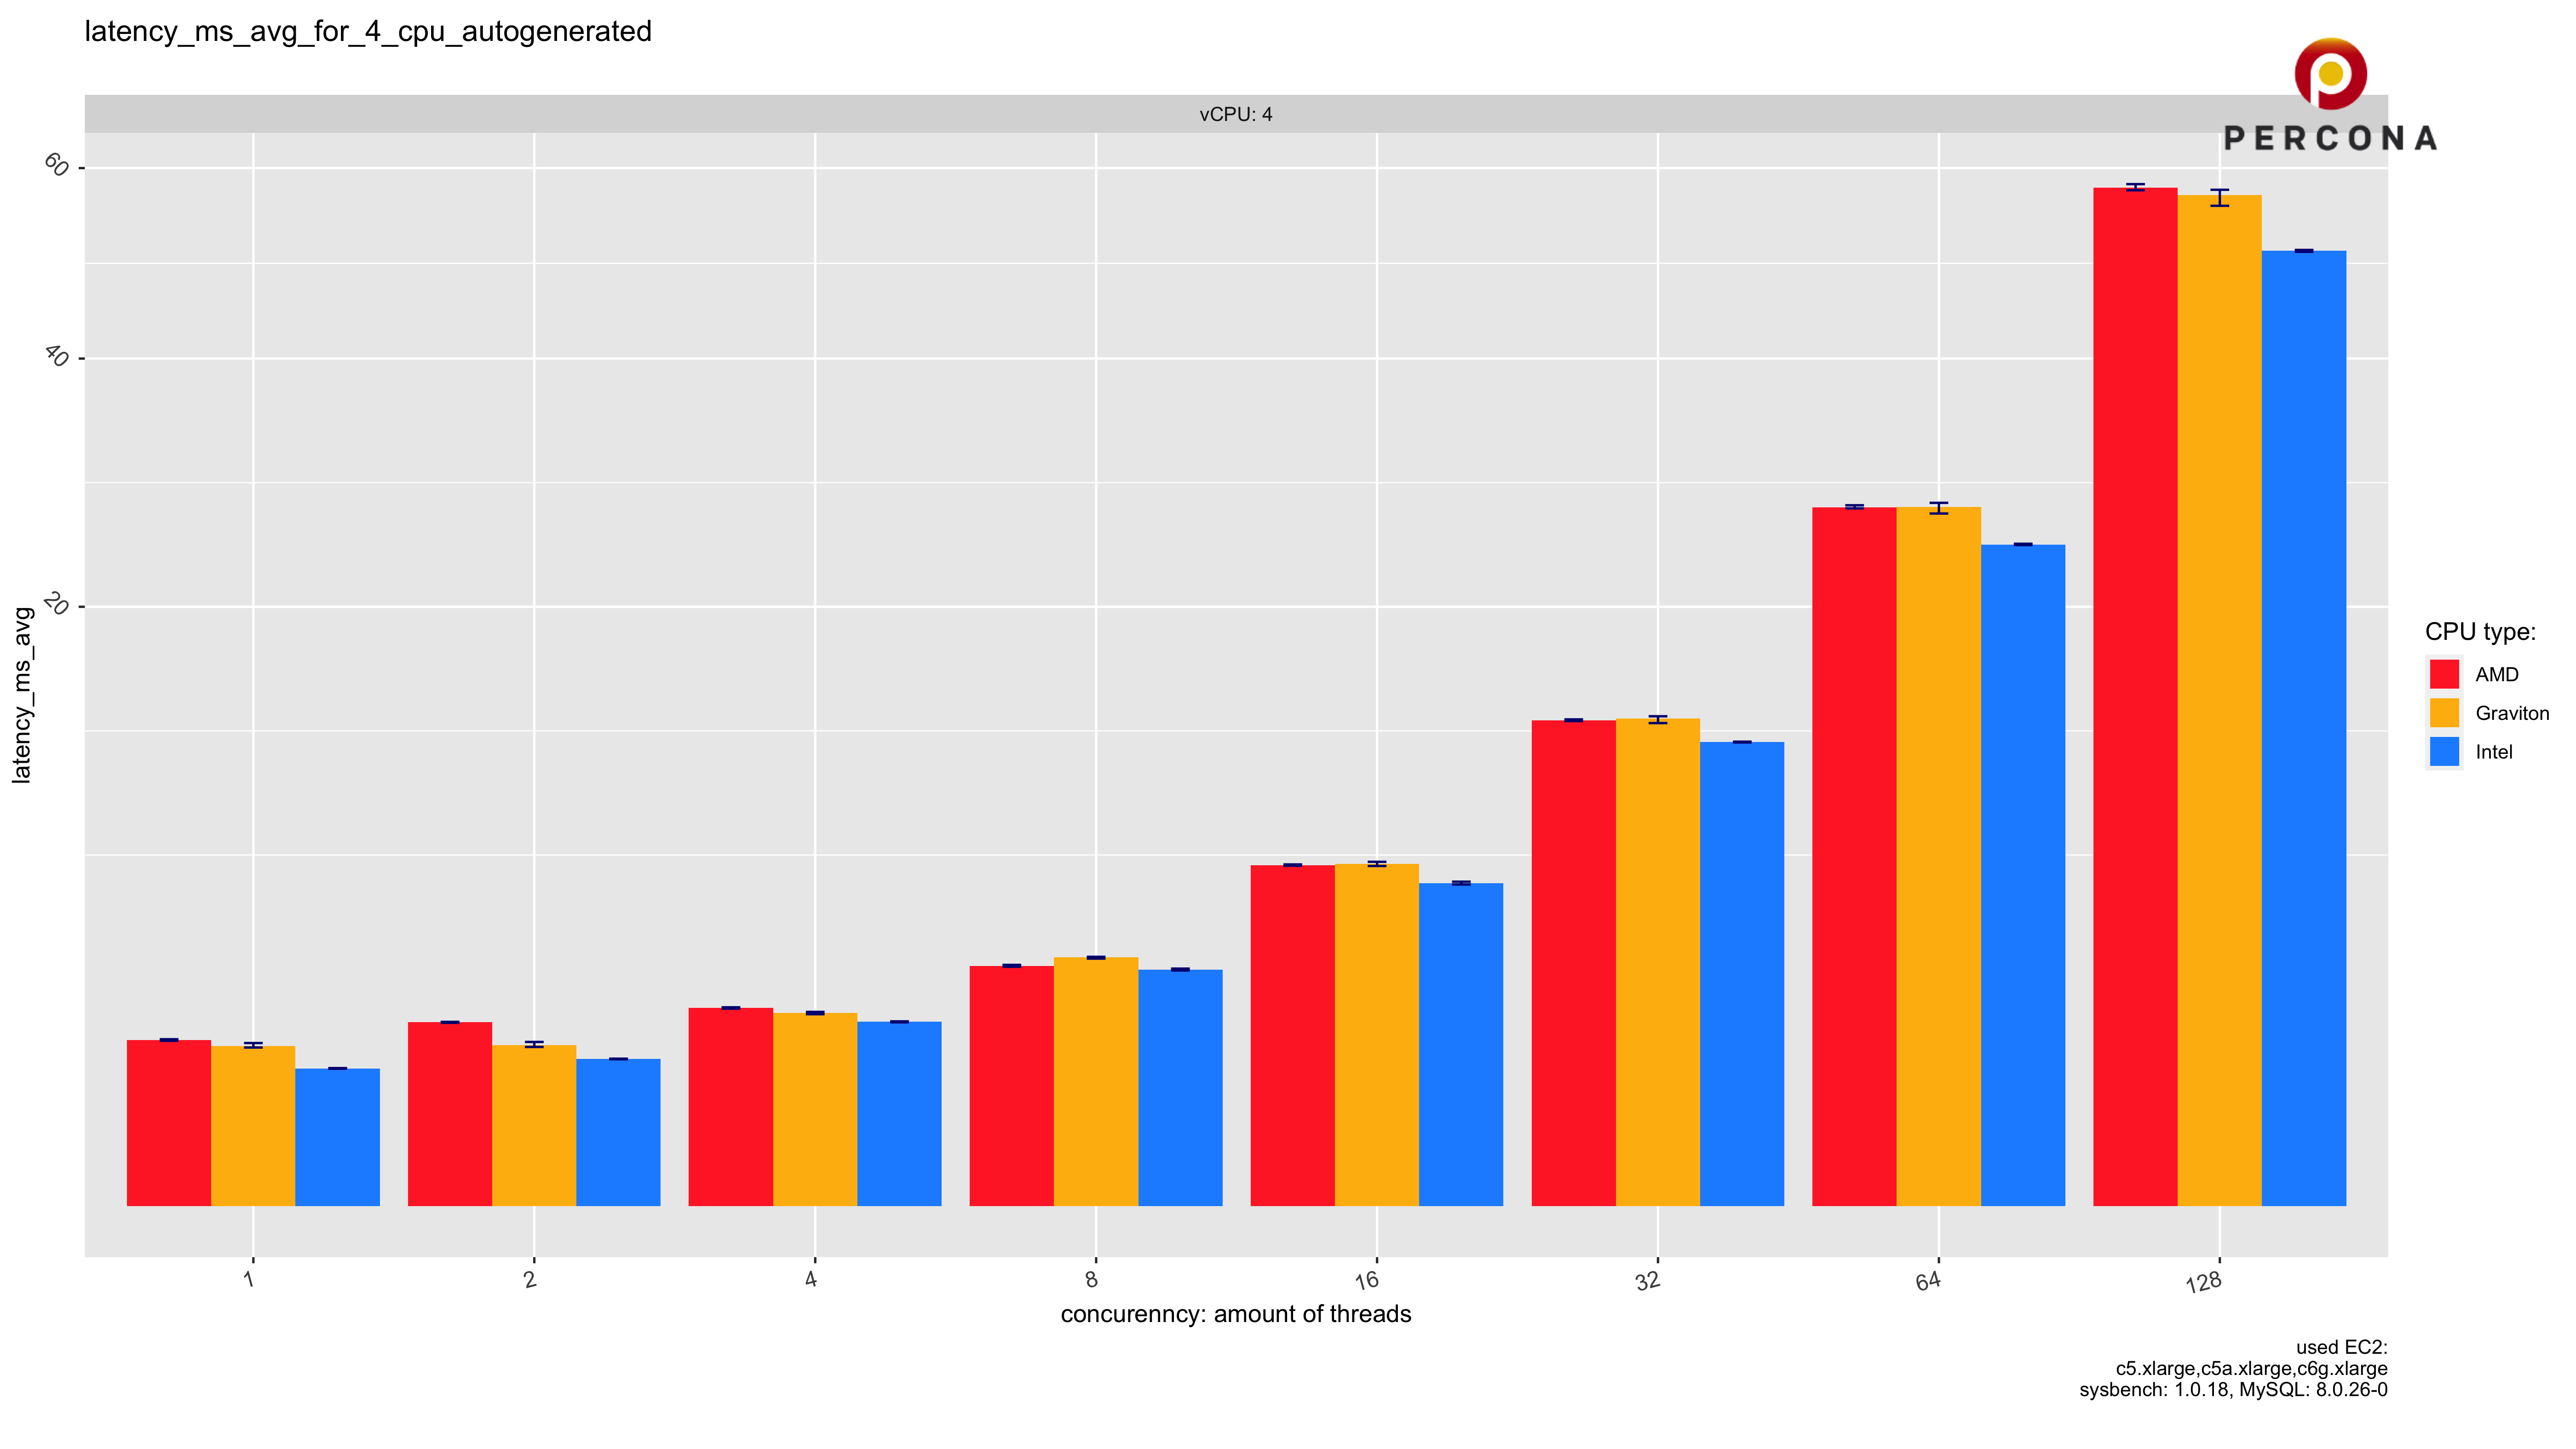 latency_ms_avg_for_4_cpu_autogenerated
PERCONA
vCPU: 4
60
40
20
latency_ms_avg
CPU type:
AMD
Graviton
Intel
1
2
4
8
16
32
64
128
concurenncy: amount of threads
used EC2:
c5.xlarge,c5a.xlarge,c6g.xlarge
sysbench: 1.0.18, MySQL: 8.0.26-0